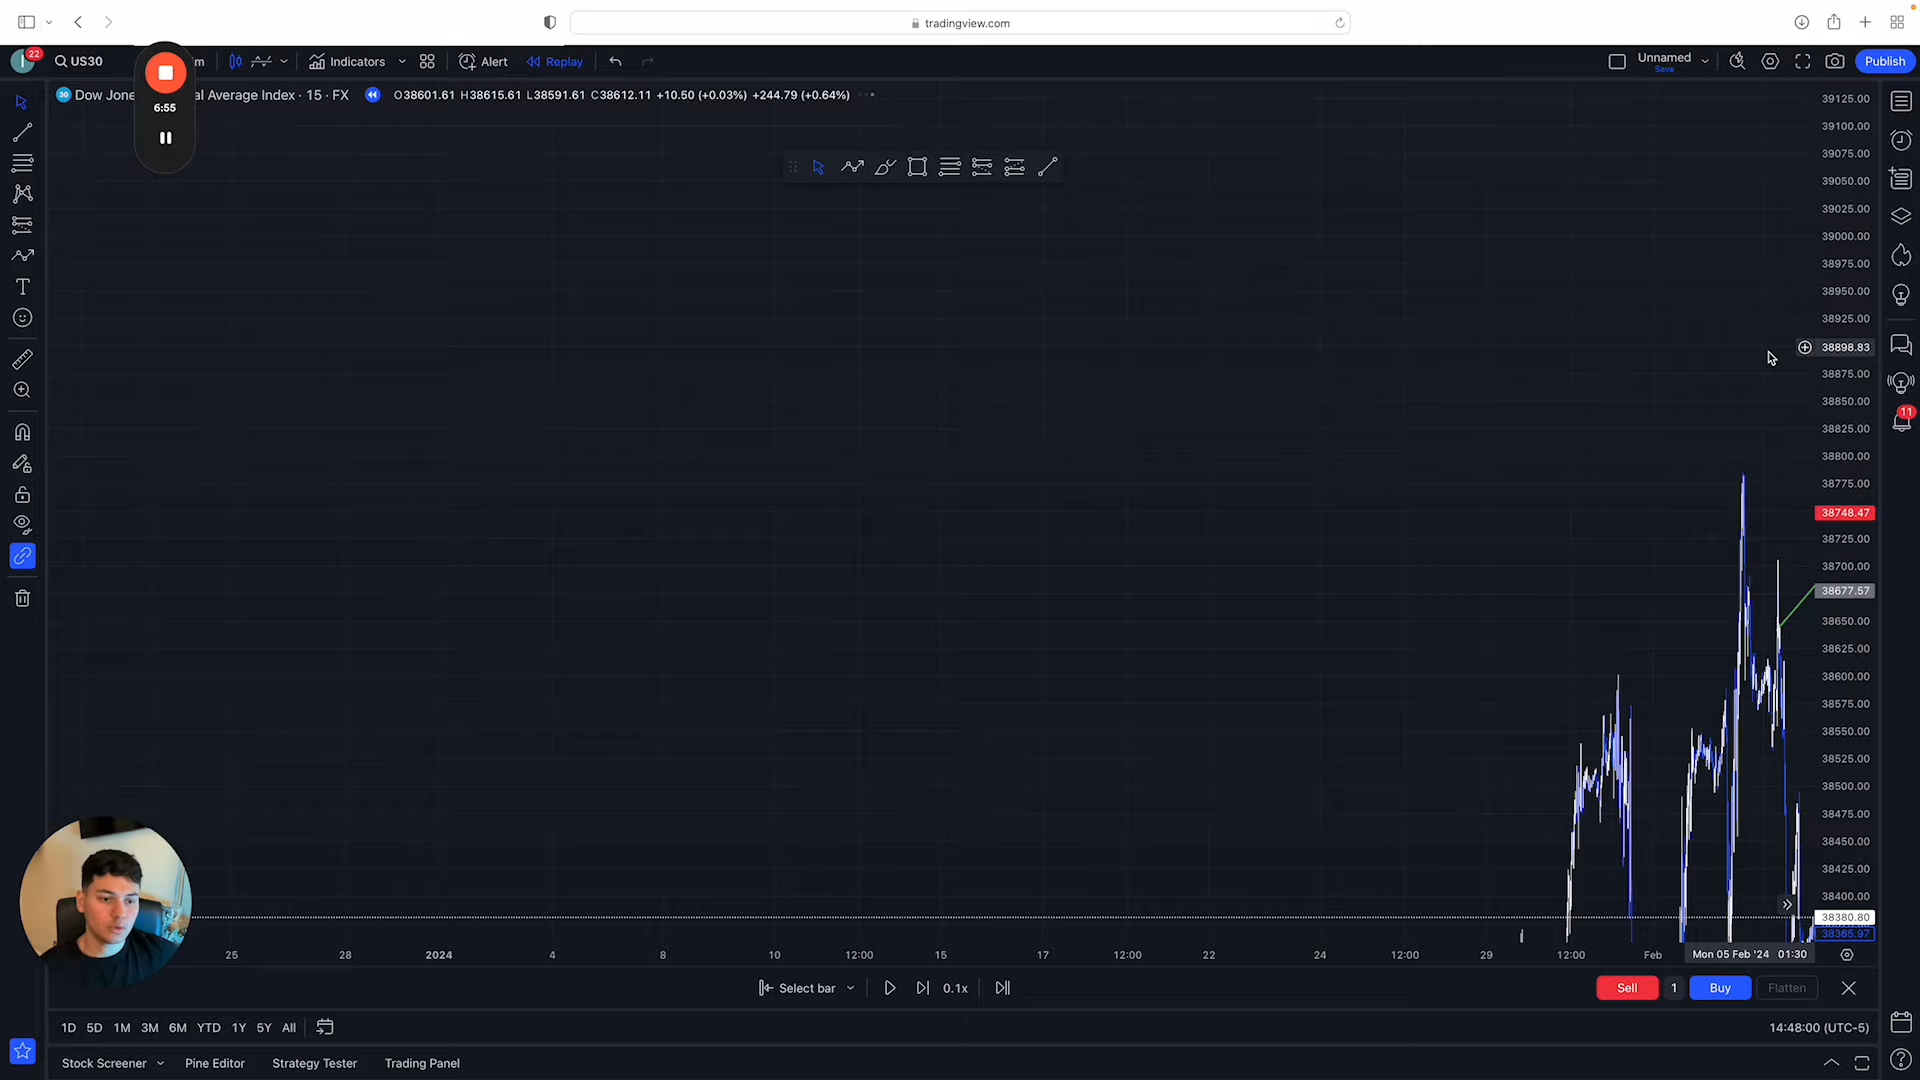 tradingview.com
22
US30
m
Indicators
Alert
Replay
Unnamed
Save
Publish
6:55
30
Dow Jone
al Average Index · 15 · FX
O38601.61 H38615.61 L38591.61 C38612.11 +10.50 (+0.03%) +244.79 (+0.64%)
39125.00
39100.00
39075.00
39050.00
39025.00
39000.00
38975.00
38950.00
38925.00
38898.83
38875.00
38850.00
38825.00
38800.00
38775.00
38748.47
38725.00
38700.00
38677.57
38650.00
38625.00
38600.00
38575.00
38550.00
38525.00
38500.00
38475.00
38450.00
38425.00
38400.00
38380.80
38365.97
11
25 28 2024 4 8 10 12:00 15 17 12:00 22 24 12:00 29 12:00 Feb Mon 05 Feb '24 01:30
Select bar
0.1x
Sell 1 Buy Flatten
1D 5D 1M 3M 6M YTD 1Y 5Y All
14:48:00 (UTC-5)
Stock Screener Pine Editor Strategy Tester Trading Panel